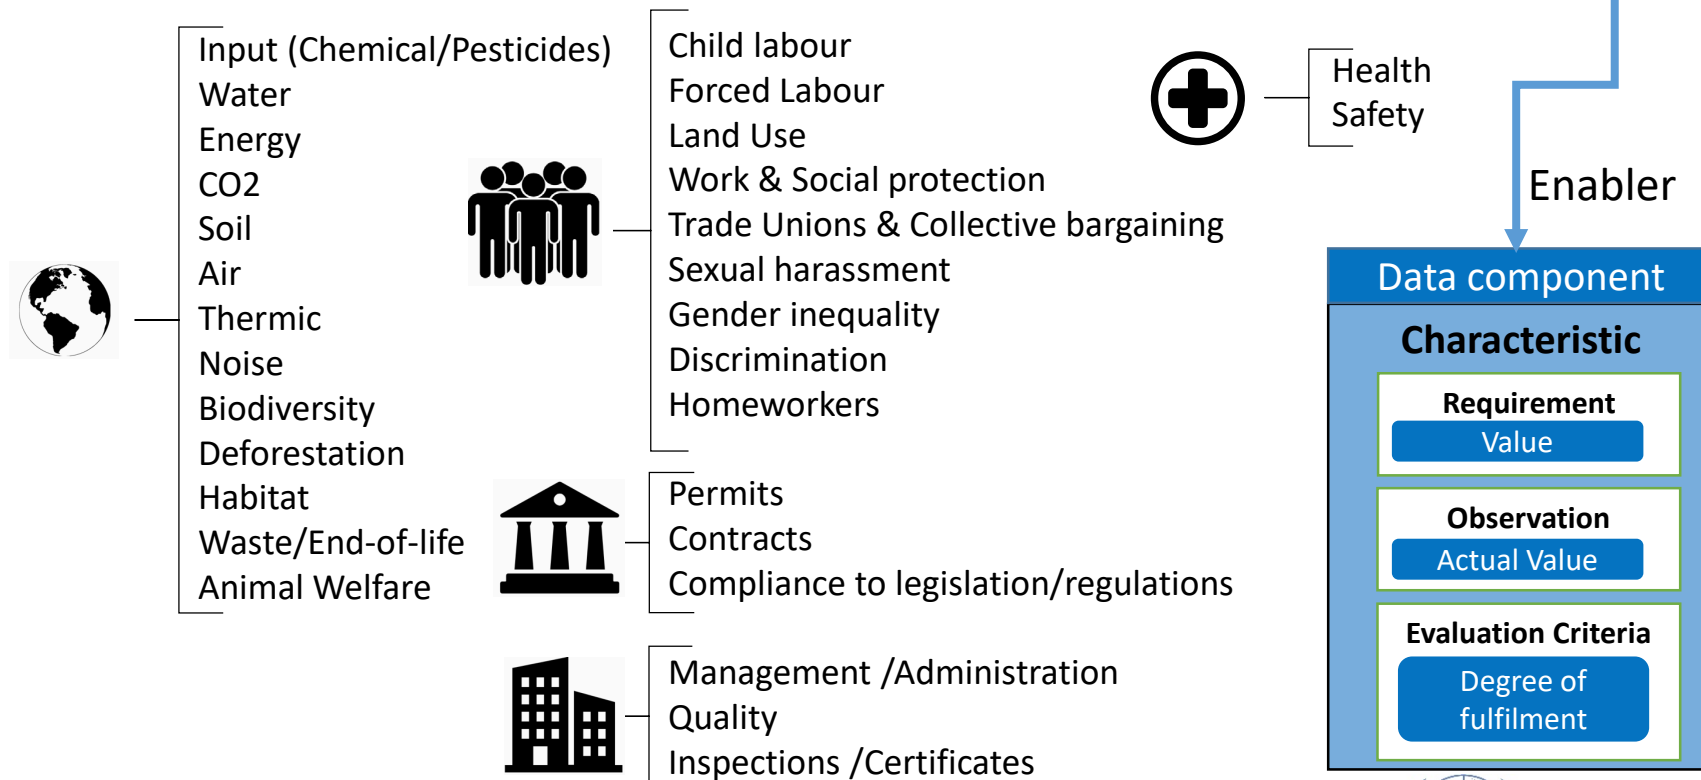 Input (Chemical/Pesticides)
Water
Energy
CO2
Soil
Air
Thermic
Noise
Biodiversity
Deforestation
Habitat
Waste/End-of-life
Animal Welfare
Child labour
Forced Labour
Land Use
Work & Social protection
Trade Unions & Collective bargaining
Sexual harassment
Gender inequality
Discrimination
Homeworkers
Permits
Contracts
Compliance to legislation/regulations
Management /Administration
Quality
Inspections /Certificates
Health
Safety
Enabler
Data component
Characteristic
Requirement
Value
Observation
Actual Value
Evaluation Criteria
Degree of
fulfilment